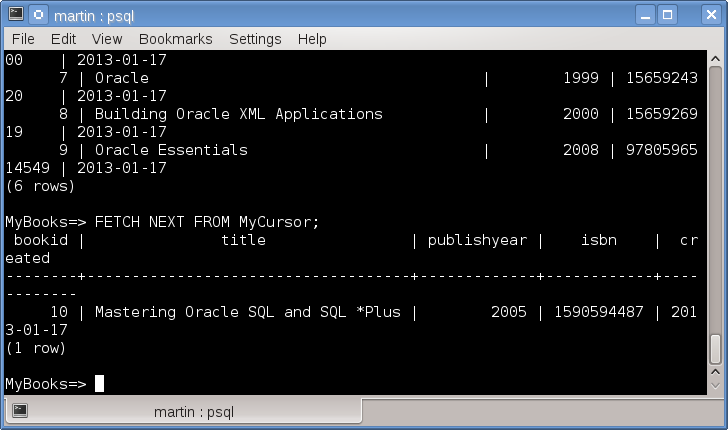 martin : psql
File Edit View Bookmarks Settings Help
00    | 2013-01-17
      7 | Oracle                                     |        1999 | 15659243
20    | 2013-01-17
      8 | Building Oracle XML Applications           |        2000 | 15659269
19    | 2013-01-17
      9 | Oracle Essentials                          |        2008 | 97805965
14549 | 2013-01-17
(6 rows)
MyBooks=> FETCH NEXT FROM MyCursor;
 bookid |               title                | publishyear |    isbn    |  cr
eated
--------+------------------------------------+-------------+------------+----
--------
     10 | Mastering Oracle SQL and SQL *Plus |        2005 | 1590594487 | 201
3-01-17
(1 row)
MyBooks=>
martin : psql